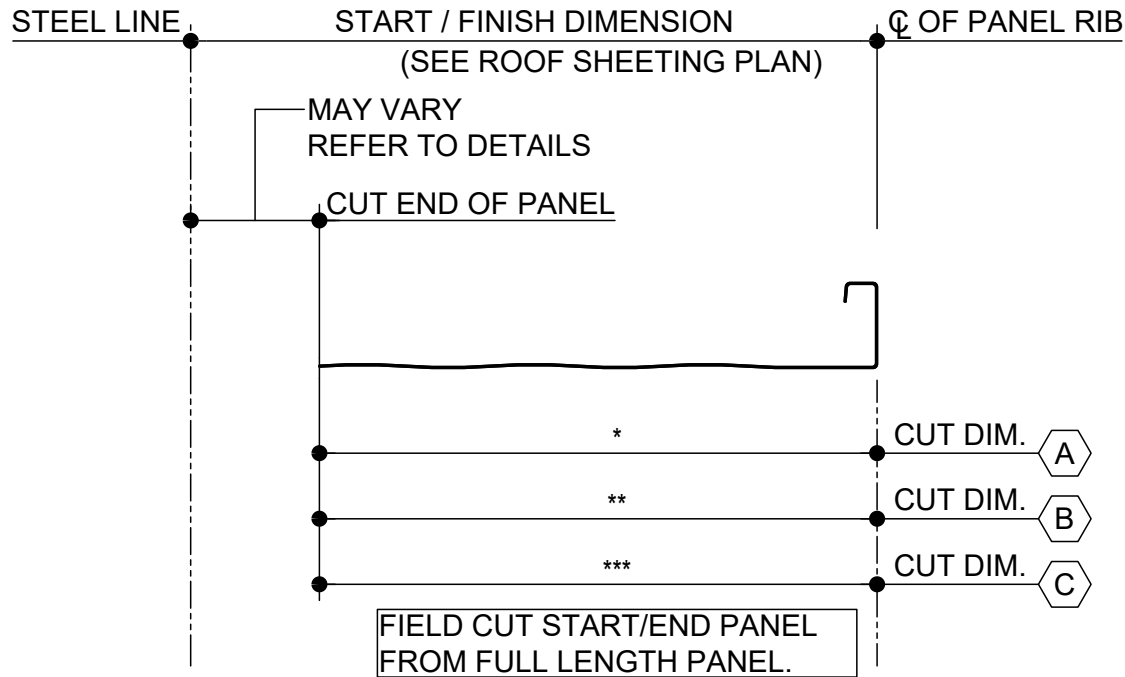 STEEL LINE
START / FINISH DIMENSION
℄ OF PANEL RIB
(SEE ROOF SHEETING PLAN)
MAY VARY
REFER TO DETAILS
CUT END OF PANEL
* CUT DIM. A
** CUT DIM. B
*** CUT DIM. C
FIELD CUT START/END PANEL
FROM FULL LENGTH PANEL.